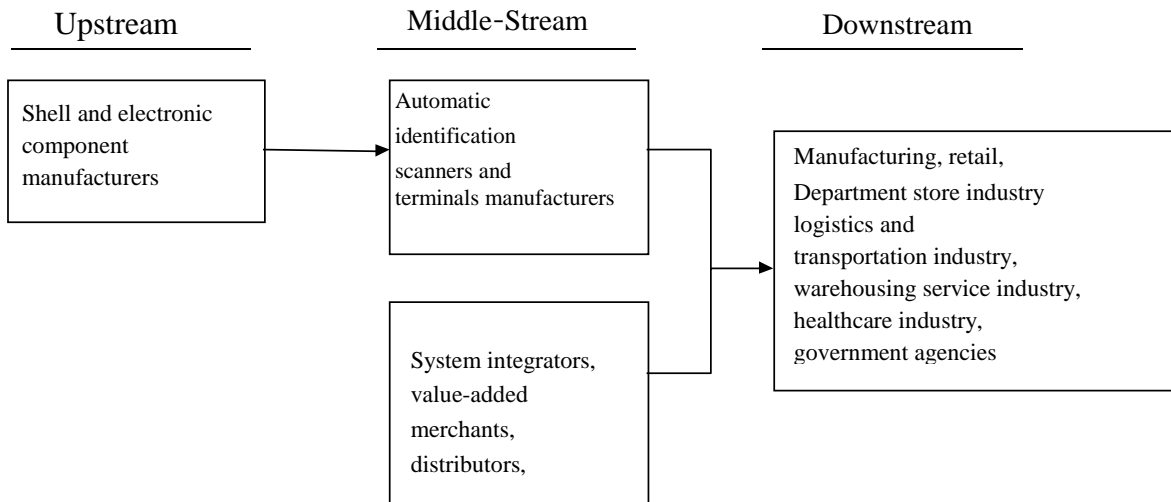 Upstream
Middle-Stream
Downstream
Shell and electronic
component
manufacturers
Automatic
identification
scanners and
terminals manufacturers
System integrators,
value-added
merchants,
distributors,
Manufacturing, retail,
Department store industry
logistics and
transportation industry,
warehousing service industry,
healthcare industry,
government agencies